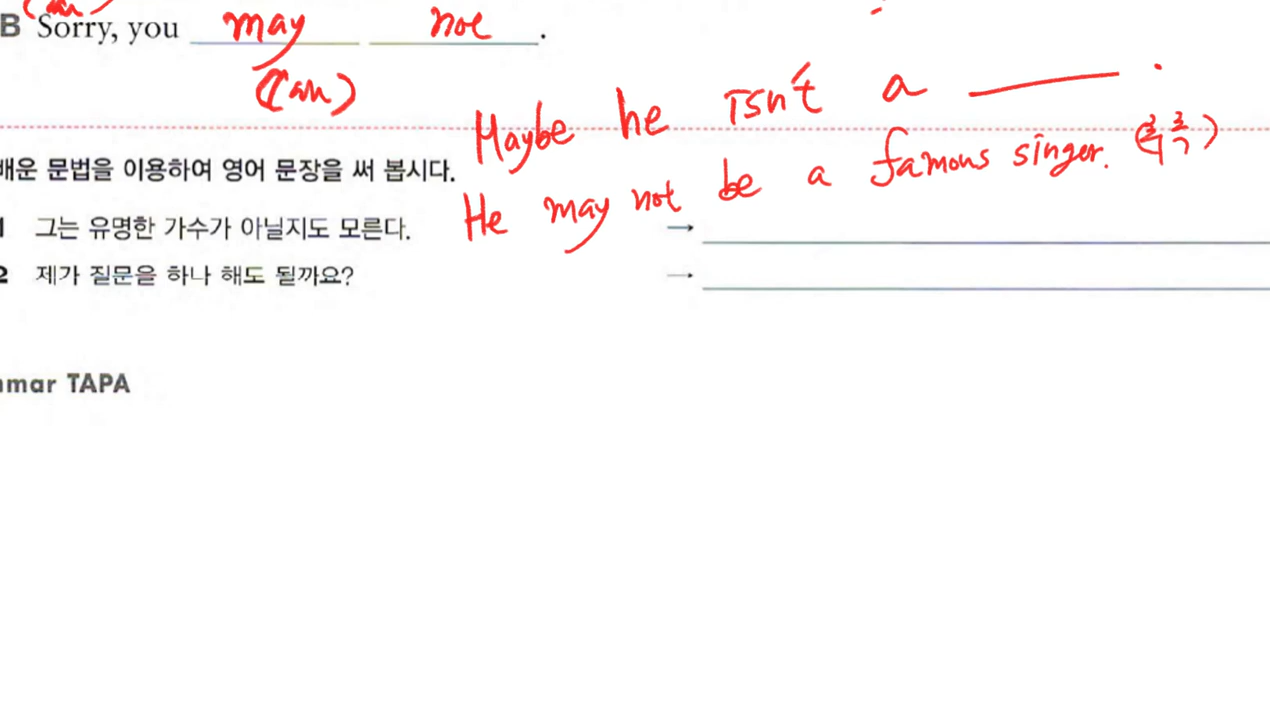 B Sorry, you may not.
(Can)
Maybe he isn't a
배운 문법을 이용하여 영어 문장을 써 봅시다.
He may not be a famous singer. (추측)
1 그는 유명한 가수가 아닐지도 모른다. →
2 제가 질문을 하나 해도 될까요? →
mmar TAPA